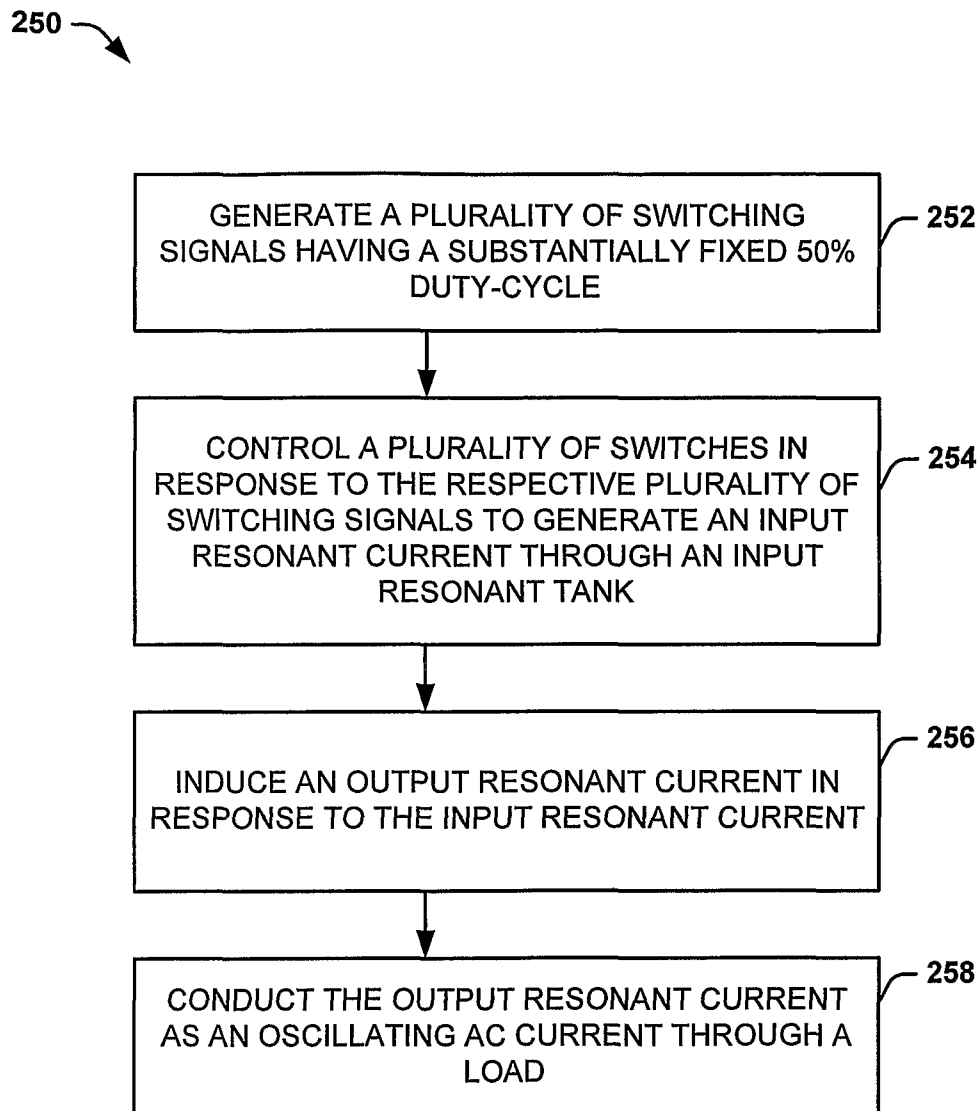 250
GENERATE A PLURALITY OF SWITCHING
SIGNALS HAVING A SUBSTANTIALLY FIXED 50%
DUTY-CYCLE
252
CONTROL A PLURALITY OF SWITCHES IN
RESPONSE TO THE RESPECTIVE PLURALITY OF
SWITCHING SIGNALS TO GENERATE AN INPUT
RESONANT CURRENT THROUGH AN INPUT
RESONANT TANK
254
INDUCE AN OUTPUT RESONANT CURRENT IN
RESPONSE TO THE INPUT RESONANT CURRENT
256
CONDUCT THE OUTPUT RESONANT CURRENT
AS AN OSCILLATING AC CURRENT THROUGH A
LOAD
258